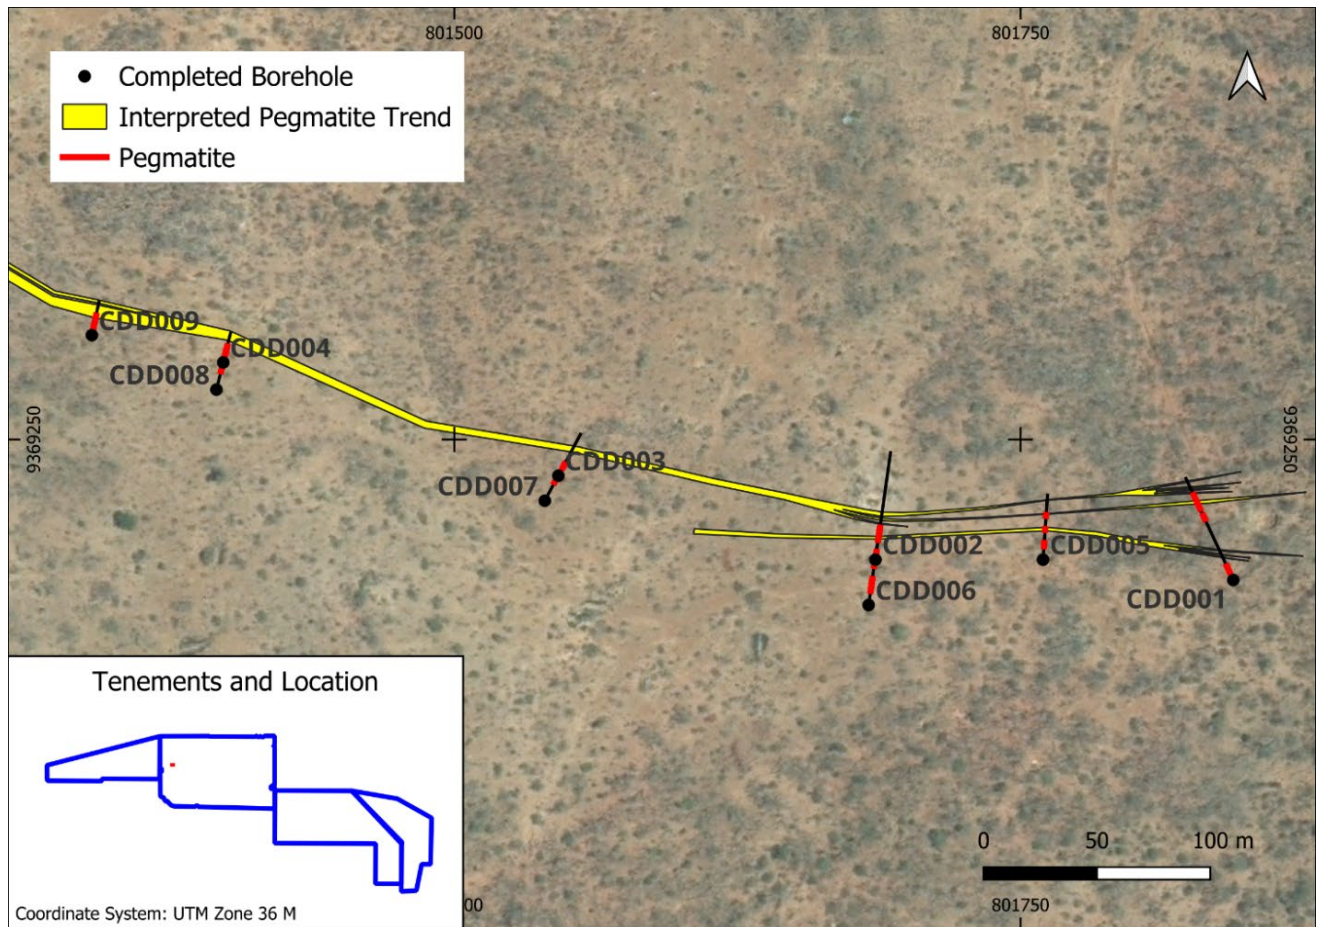 801500
801750
Completed Borehole
Interpreted Pegmatite Trend
Pegmatite
CDD009
CDD004
CDD008
9369250
9369250
CDD003
CDD007
CDD002
CDD005
CDD006
CDD001
Tenements and Location
0 50 100 m
Coordinate System: UTM Zone 36 M
00
801750